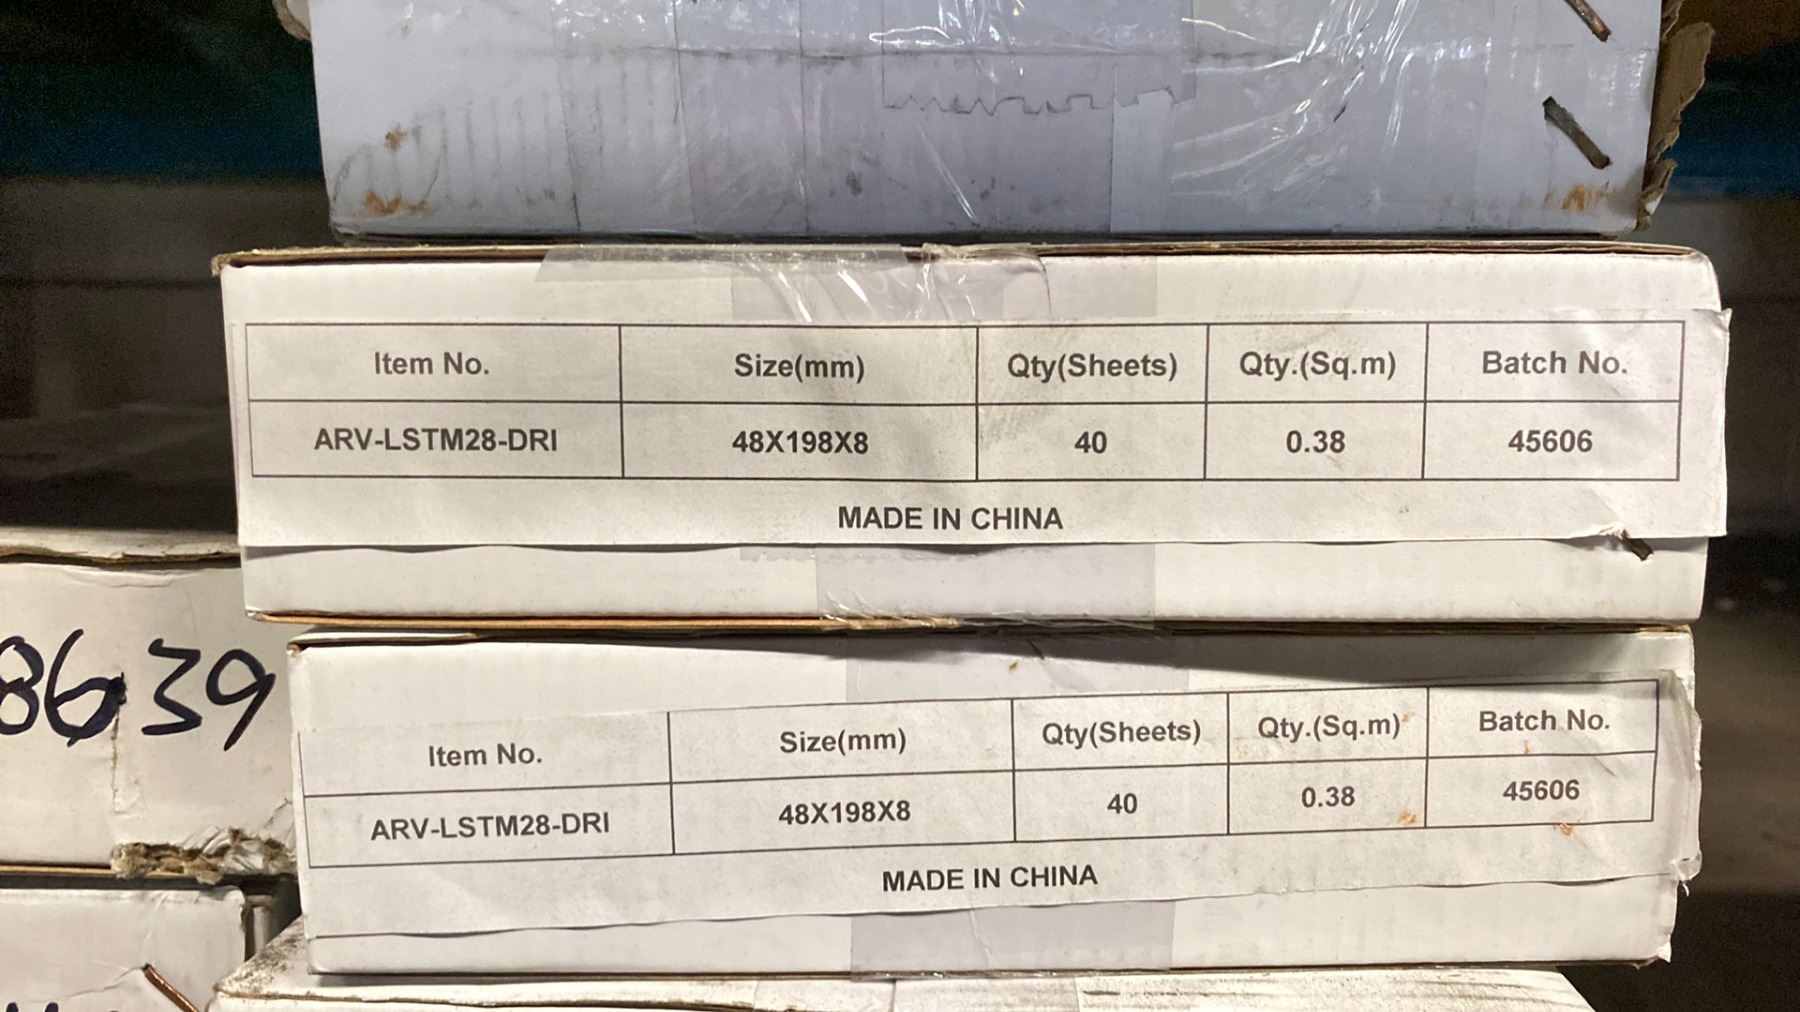 Item No. Size(mm) Qty(Sheets) Qty.(Sq.m) Batch No.
ARV-LSTM28-DRI 48X198X8 40 0.38 45606
MADE IN CHINA
8639
Item No. Size(mm) Qty(Sheets) Qty.(Sq.m) Batch No.
ARV-LSTM28-DRI 48X198X8 40 0.38 45606
MADE IN CHINA